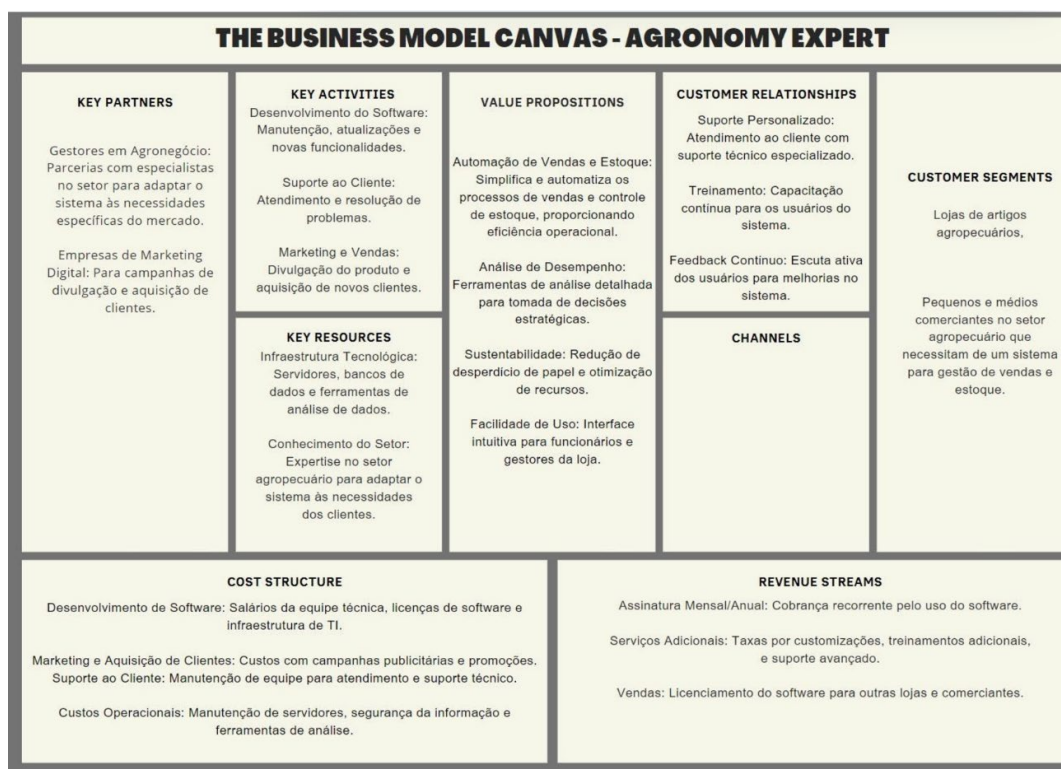 THE BUSINESS MODEL CANVAS - AGRONOMY EXPERT
KEY PARTNERS
Gestores em Agronegócio:
Parcerias com especialistas
no setor para adaptar o
sistema às necessidades
específicas do mercado.
Empresas de Marketing
Digital: Para campanhas de
divulgação e aquisição de
clientes.
KEY ACTIVITIES
Desenvolvimento do Software:
Manutenção, atualizações e
novas funcionalidades.
Suporte ao Cliente:
Atendimento e resolução de
problemas.
Marketing e Vendas:
Divulgação do produto e
aquisição de novos clientes.
KEY RESOURCES
Infraestrutura Tecnológica:
Servidores, bancos de
dados e ferramentas de
análise de dados.
Conhecimento do Setor:
Expertise no setor
agropecuário para adaptar o
sistema às necessidades
dos clientes.
VALUE PROPOSITIONS
Automação de Vendas e Estoque:
Simplifica e automatiza os
processos de vendas e controle
de estoque, proporcionando
eficiência operacional.
Análise de Desempenho:
Ferramentas de análise detalhada
para tomada de decisões
estratégicas.
Sustentabilidade: Redução de
desperdício de papel e otimização
de recursos.
Facilidade de Uso: Interface
intuitiva para funcionários e
gestores da loja.
CUSTOMER RELATIONSHIPS
Suporte Personalizado:
Atendimento ao cliente com
suporte técnico especializado.
Treinamento: Capacitação
contínua para os usuários do
sistema.
Feedback Contínuo: Escuta ativa
dos usuários para melhorias no
sistema.
CHANNELS
CUSTOMER SEGMENTS
Lojas de artigos
agropecuários,
Pequenos e médios
comerciantes no setor
agropecuário que
necessitam de um sistema
para gestão de vendas e
estoque.
COST STRUCTURE
Desenvolvimento de Software: Salários da equipe técnica, licenças de software e
infraestrutura de TI.
Marketing e Aquisição de Clientes: Custos com campanhas publicitárias e promoções.
Suporte ao Cliente: Manutenção de equipe para atendimento e suporte técnico.
Custos Operacionais: Manutenção de servidores, segurança da informação e
ferramentas de análise.
REVENUE STREAMS
Assinatura Mensal/Anual: Cobrança recorrente pelo uso do software.
Serviços Adicionais: Taxas por customizações, treinamentos adicionais,
e suporte avançado.
Vendas: Licenciamento do software para outras lojas e comerciantes.